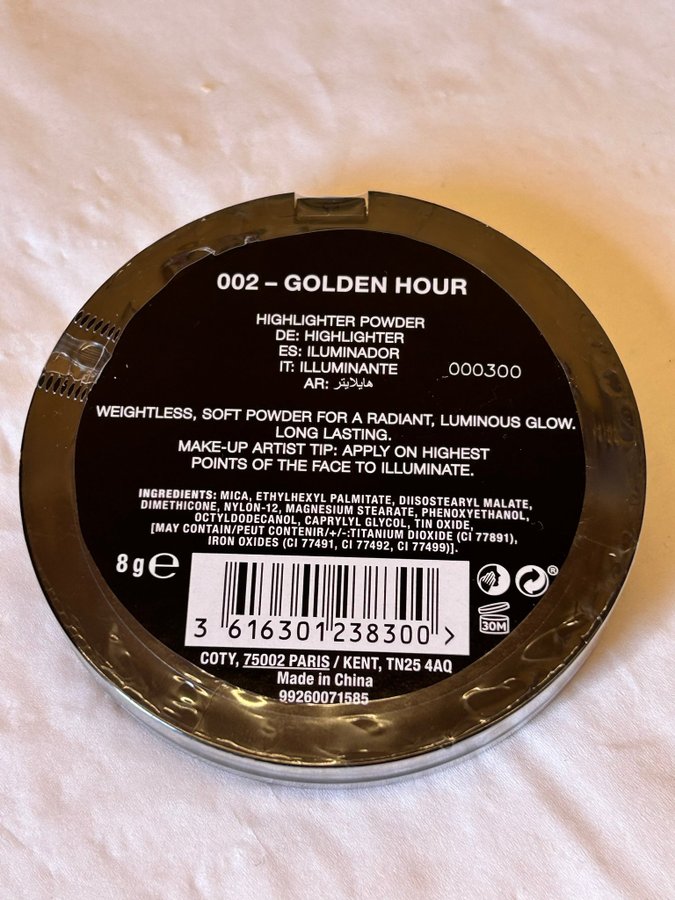 002 – GOLDEN HOUR
HIGHLIGHTER POWDER
DE: HIGHLIGHTER
ES: ILUMINADOR
IT: ILLUMINANTE
000300
AR: هايلايتر
WEIGHTLESS, SOFT POWDER FOR A RADIANT, LUMINOUS GLOW.
LONG LASTING.
MAKE-UP ARTIST TIP: APPLY ON HIGHEST
POINTS OF THE FACE TO ILLUMINATE.
INGREDIENTS: MICA, ETHYLHEXYL PALMITATE, DIISOSTEARYL MALATE,
DIMETHICONE, NYLON-12, MAGNESIUM STEARATE, PHENOXYETHANOL,
OCTYLDODECANOL, CAPRYLYL GLYCOL, TIN OXIDE,
[MAY CONTAIN/PEUT CONTENIR/+/-:TITANIUM DIOXIDE (CI 77891),
IRON OXIDES (CI 77491, CI 77492, CI 77499)].
8 g ℮
®
30M
3 616301 238300 >
COTY, 75002 PARIS / KENT, TN25 4AQ
Made in China
99260071585